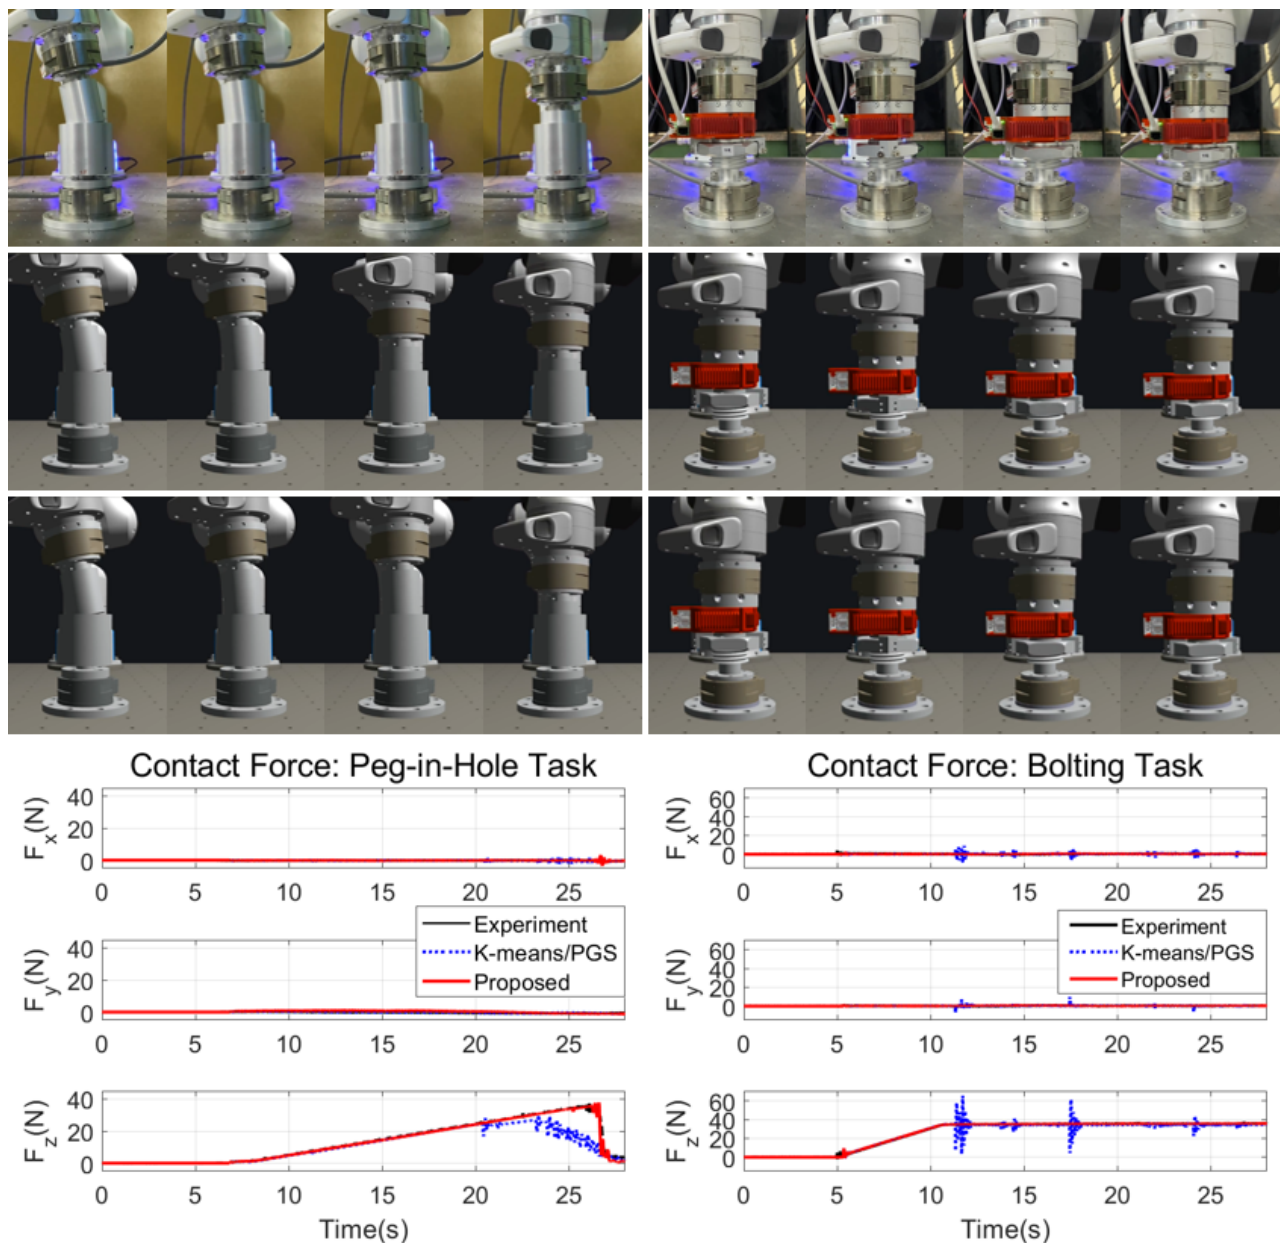 Contact Force: Peg-in-Hole Task
F_x(N)
40
20
0
0 5 10 15 20 25
Experiment
K-means/PGS
Proposed
F_y(N)
40
20
0
0 5 10 15 20 25
F_z(N)
40
20
0
0 5 10 15 20 25
Time(s)
Contact Force: Bolting Task
F_x(N)
60
40
20
0
0 5 10 15 20 25
Experiment
K-means/PGS
Proposed
F_y(N)
60
40
20
0
0 5 10 15 20 25
F_z(N)
60
40
20
0
0 5 10 15 20 25
Time(s)